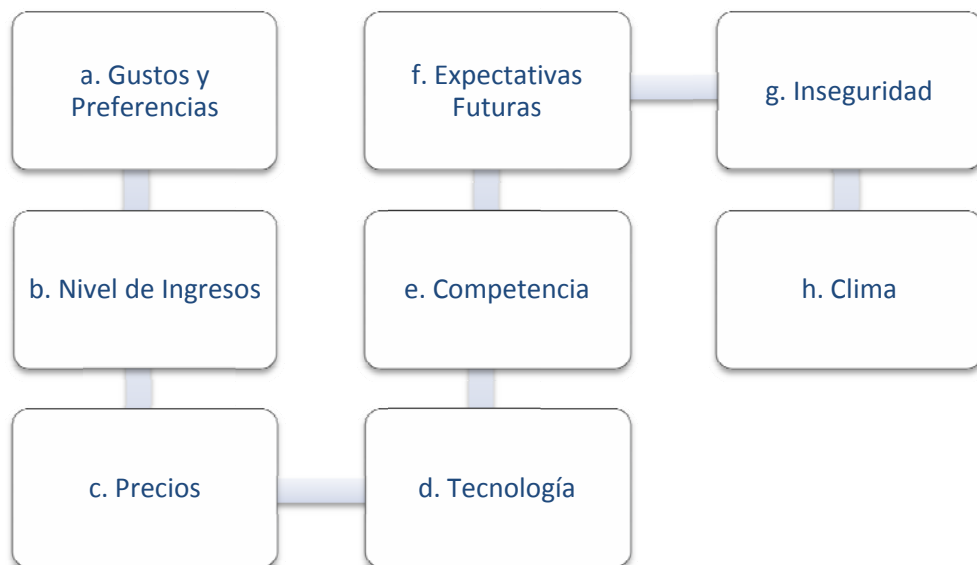 a. Gustos y
Preferencias
b. Nivel de Ingresos
c. Precios
d. Tecnología
e. Competencia
f. Expectativas
Futuras
g. Inseguridad
h. Clima